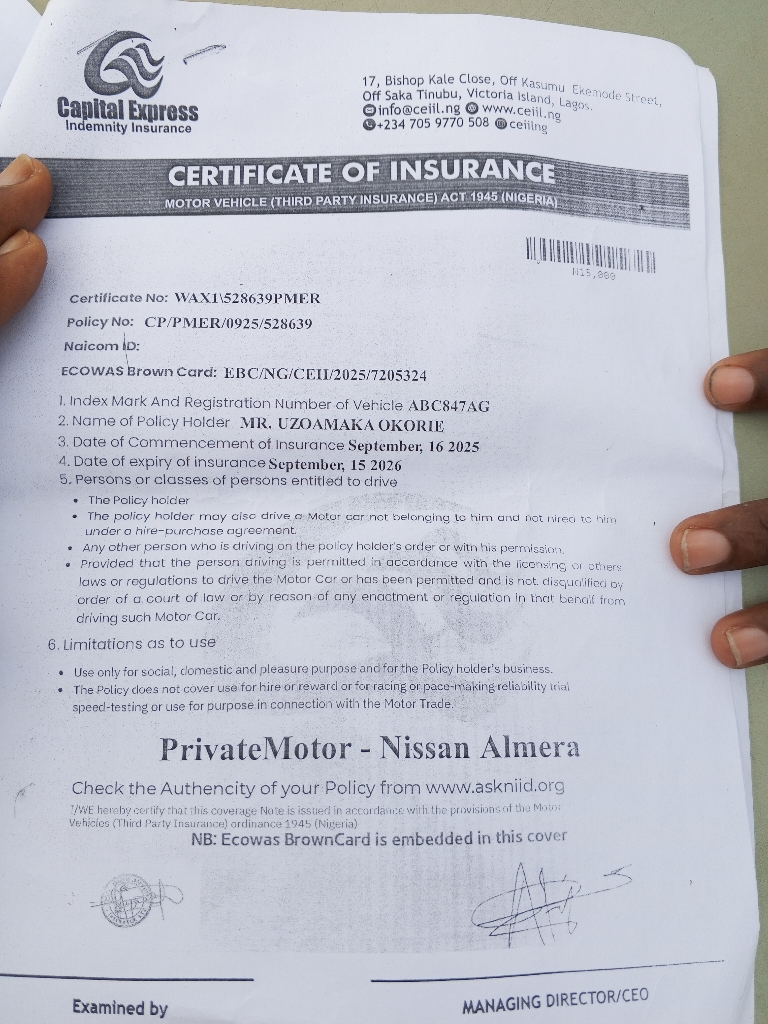 Capital Express
Indemnity Insurance
17, Bishop Kale Close, Off Kasumu Ekemode Street,
Off Saka Tinubu, Victoria Island, Lagos.
info@ceiil.ng www.ceiil.ng
+234 705 9770 508 ceiilng
CERTIFICATE OF INSURANCE
MOTOR VEHICLE (THIRD PARTY INSURANCE) ACT 1945 (NIGERIA)
N15,000
Certificate No: WAX1\528639PMER
Policy No: CP/PMER/0925/528639
Naicom ID:
ECOWAS Brown Card: EBC/NG/CEII/2025/7205324
1. Index Mark And Registration Number of Vehicle ABC847AG
2. Name of Policy Holder MR. UZOAMAKA OKORIE
3. Date of Commencement of Insurance September, 16 2025
4. Date of expiry of insurance September, 15 2026
5. Persons or classes of persons entitled to drive
• The Policy holder
• The policy holder may also drive a Motor car not belonging to him and not hired to him
under a hire-purchase agreement.
• Any other person who is driving on the policy holder's order or with his permission.
• Provided that the person driving is permitted in accordance with the licensing or others
laws or regulations to drive the Motor Car or has been permitted and is not disqualified by
order of a court of law or by reason of any enactment or regulation in that behalf from
driving such Motor Car.
6. Limitations as to use
• Use only for social, domestic and pleasure purpose and for the Policy holder's business.
• The Policy does not cover use for hire or reward or for racing or pace-making reliability trial
speed-testing or use for purpose in connection with the Motor Trade.
PrivateMotor - Nissan Almera
Check the Authencity of your Policy from www.askniid.org
I/WE hereby certify that this coverage Note is issued in accordance with the provisions of the Motor
Vehicles (Third Party Insurance) ordinance 1945 (Nigeria)
NB: Ecowas BrownCard is embedded in this cover
Examined by
MANAGING DIRECTOR/CEO